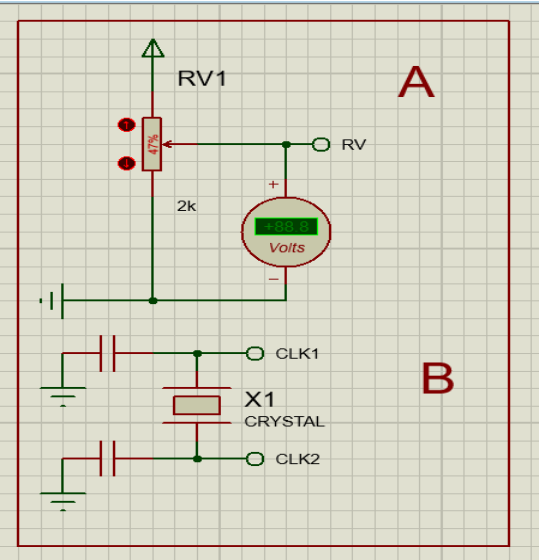 RV1
A
47%
RV
2k
+
+88.8
Volts
–
CLK1
B
X1
CRYSTAL
CLK2